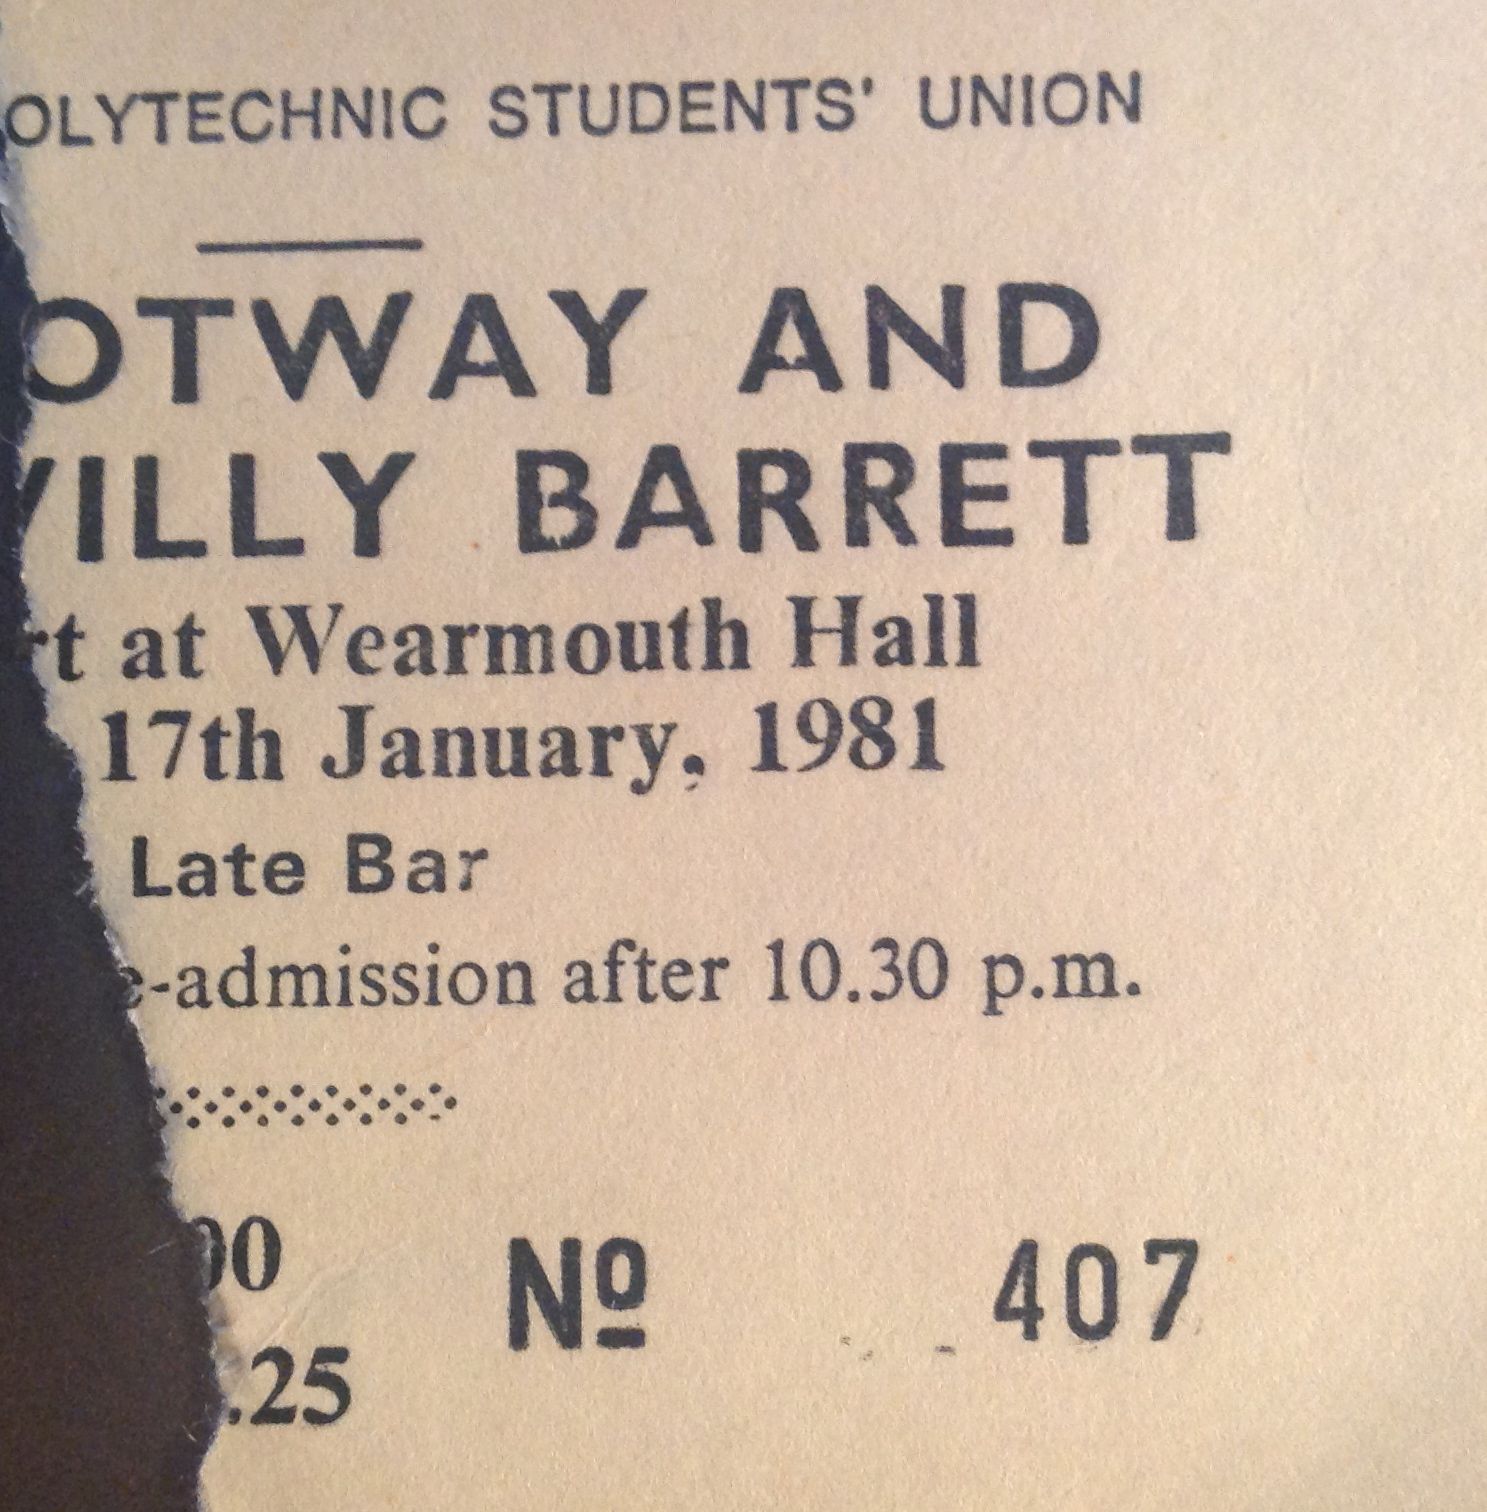 OLYTECHNIC STUDENTS' UNION
OTWAY AND
WILLY BARRETT
rt at Wearmouth Hall
17th January, 1981
Late Bar
e-admission after 10.30 p.m.
00 Nº 407
.25